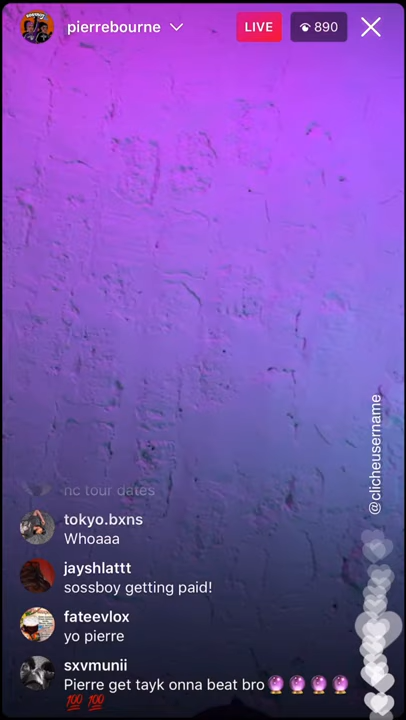 pierrebourne
LIVE
890
@clicheusername
nc tour dates
tokyo.bxns
Whoaaa
jayshlattt
sossboy getting paid!
fateevlox
yo pierre
sxvmunii
Pierre get tayk onna beat bro🔮🔮🔮🔮
💯💯